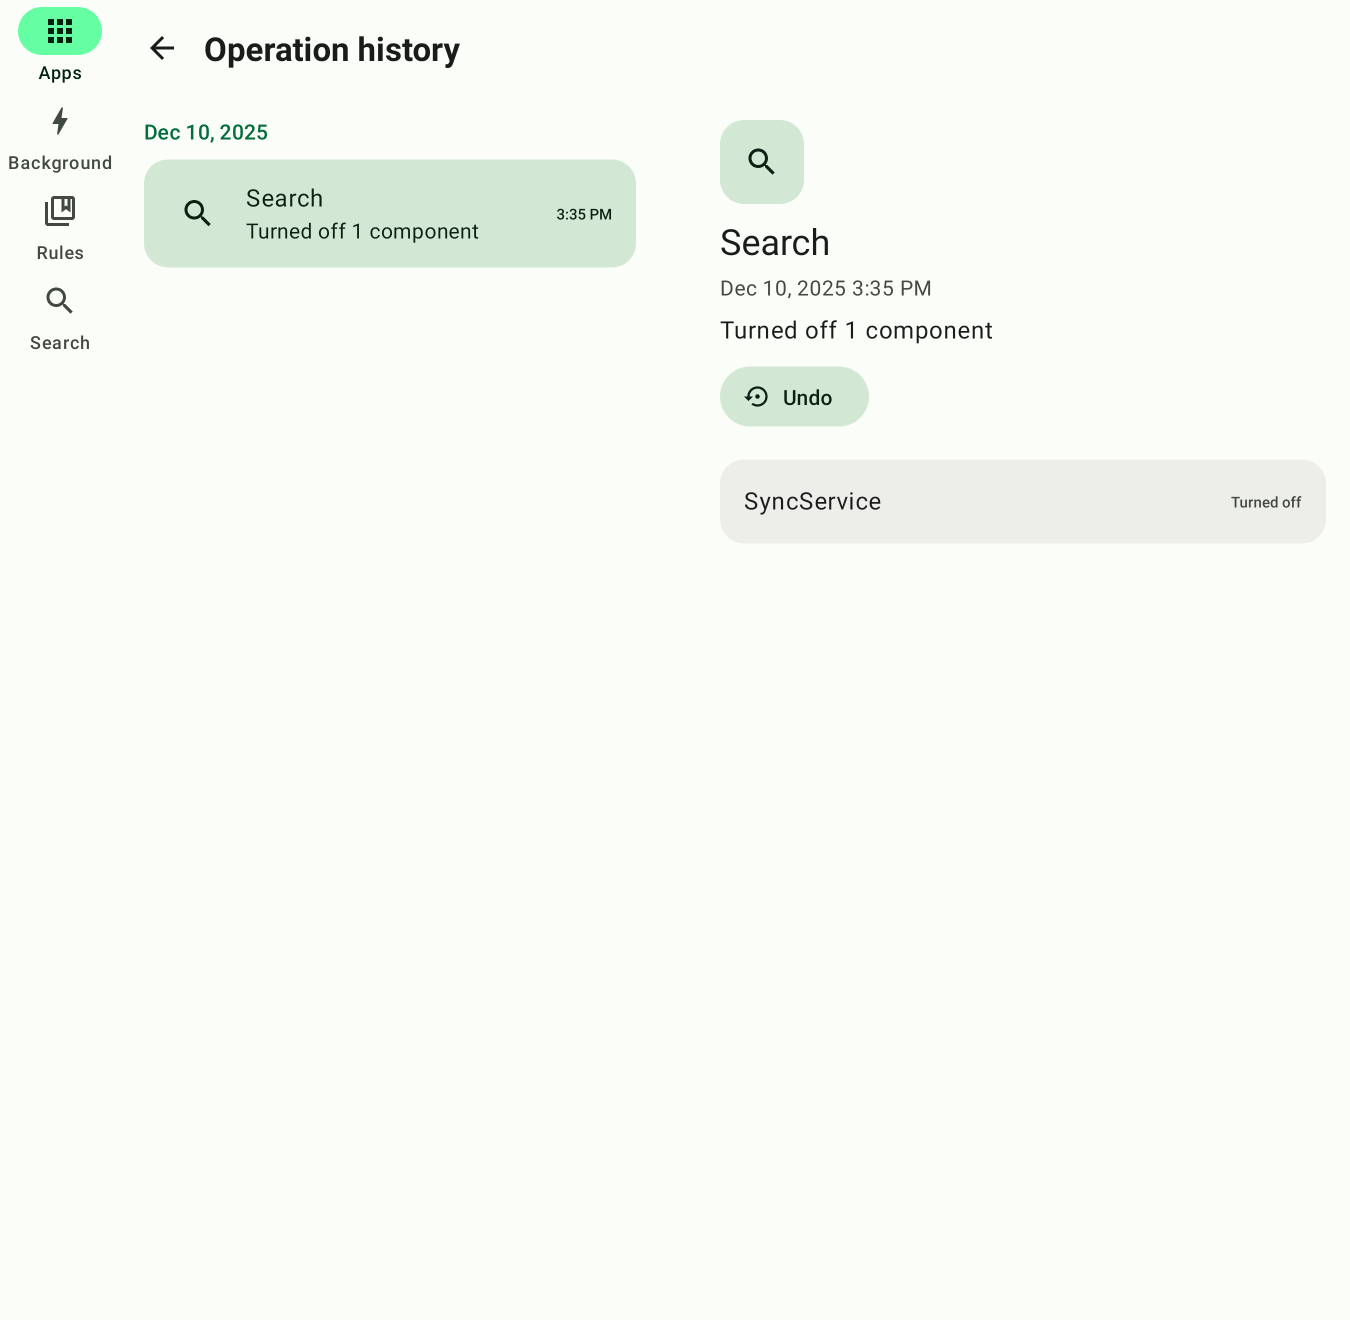 Apps
Background
Rules
Search
Operation history
Dec 10, 2025
Search
Turned off 1 component
3:35 PM
Search
Dec 10, 2025 3:35 PM
Turned off 1 component
Undo
SyncService
Turned off